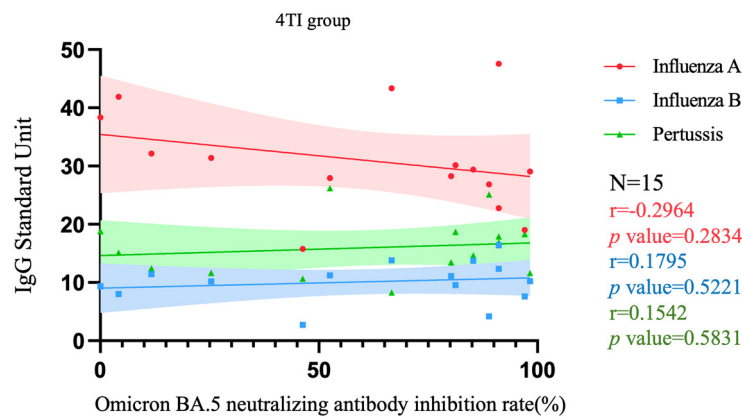 4TI group
IgG Standard Unit
50
40
30
20
10
0
0
50
100
Omicron BA.5 neutralizing antibody inhibition rate(%)
Influenza A
Influenza B
Pertussis
N=15
r=-0.2964
p value=0.2834
r=0.1795
p value=0.5221
r=0.1542
p value=0.5831